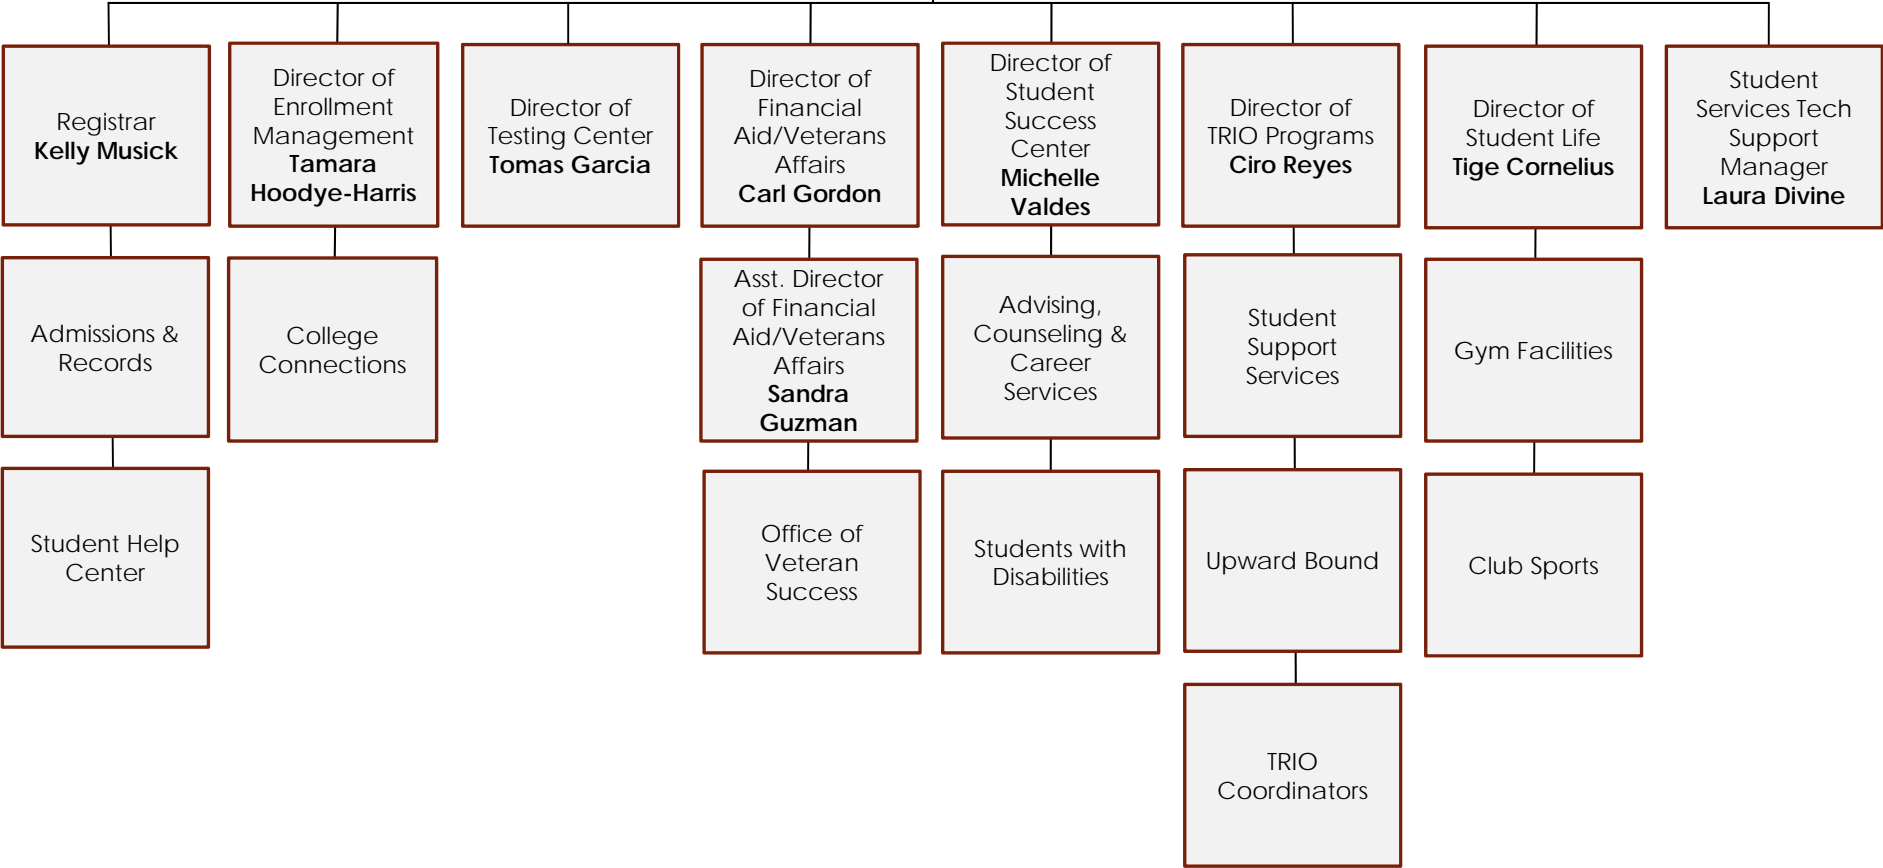 Registrar
Kelly Musick
Director of
Enrollment
Management
Tamara
Hoodye-Harris
Director of
Testing Center
Tomas Garcia
Director of
Financial
Aid/Veterans
Affairs
Carl Gordon
Director of
Student
Success
Center
Michelle
Valdes
Director of
TRIO Programs
Ciro Reyes
Director of
Student Life
Tige Cornelius
Student
Services Tech
Support
Manager
Laura Divine
Admissions &
Records
College
Connections
Asst. Director
of Financial
Aid/Veterans
Affairs
Sandra
Guzman
Advising,
Counseling &
Career
Services
Student
Support
Services
Gym Facilities
Student Help
Center
Office of
Veteran
Success
Students with
Disabilities
Upward Bound
Club Sports
TRIO
Coordinators